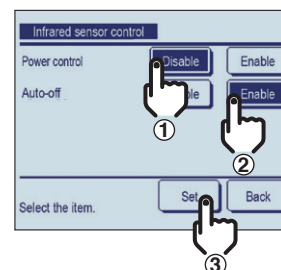 Infrared sensor control
Power control Disable Enable
Auto-off Enable
①
②
Select the item. Set Back
③